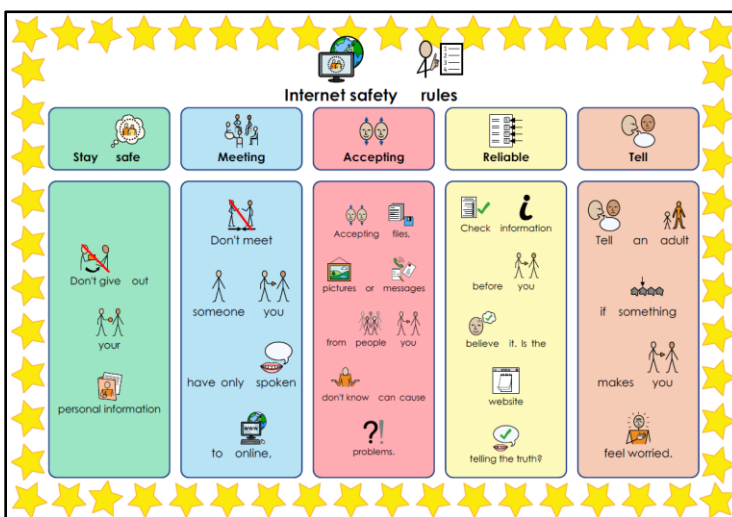 Internet safety rules
Stay safe
Don't give out
your
personal information
Meeting
Don't meet
someone you
have only spoken
to online.
Accepting
Accepting files,
pictures or messages
from people you
don't know can cause
problems.
Reliable
Check information
before you
believe it. Is the
website
telling the truth?
Tell
Tell an adult
if something
makes you
feel worried.